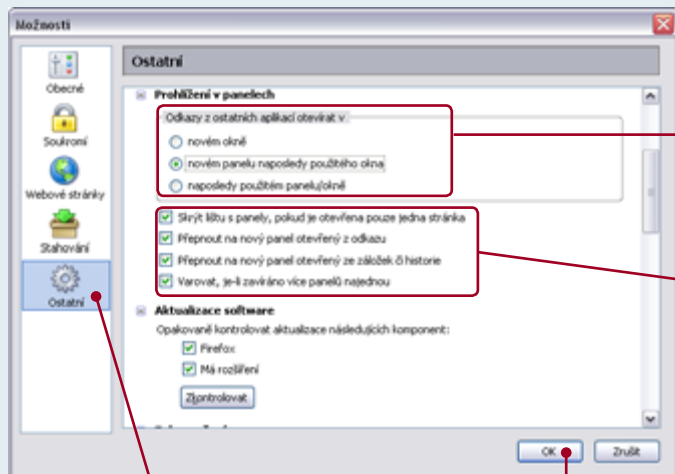 Možnosti
Obecné
Soukromí
Webové stránky
Stahování
Ostatní
Ostatní
Prohlížení v panelech
Odkazy z ostatních aplikací otevírat v
novém okně
novém panelu naposledy použitého okna
naposledy použitém panelu/okně
Skrýt lištu s panely, pokud je otevřena pouze jedna stránka
Přepnout na nový panel otevřený z odkazu
Přepnout na nový panel otevřený ze záložek či historie
Varovat, je-li zavíráno více panelů najednou
Aktualizace software
Opakovaně kontrolovat aktualizace následujících komponent:
Firefox
Má rozšíření
Zkontrolovat
OK
Zrušit